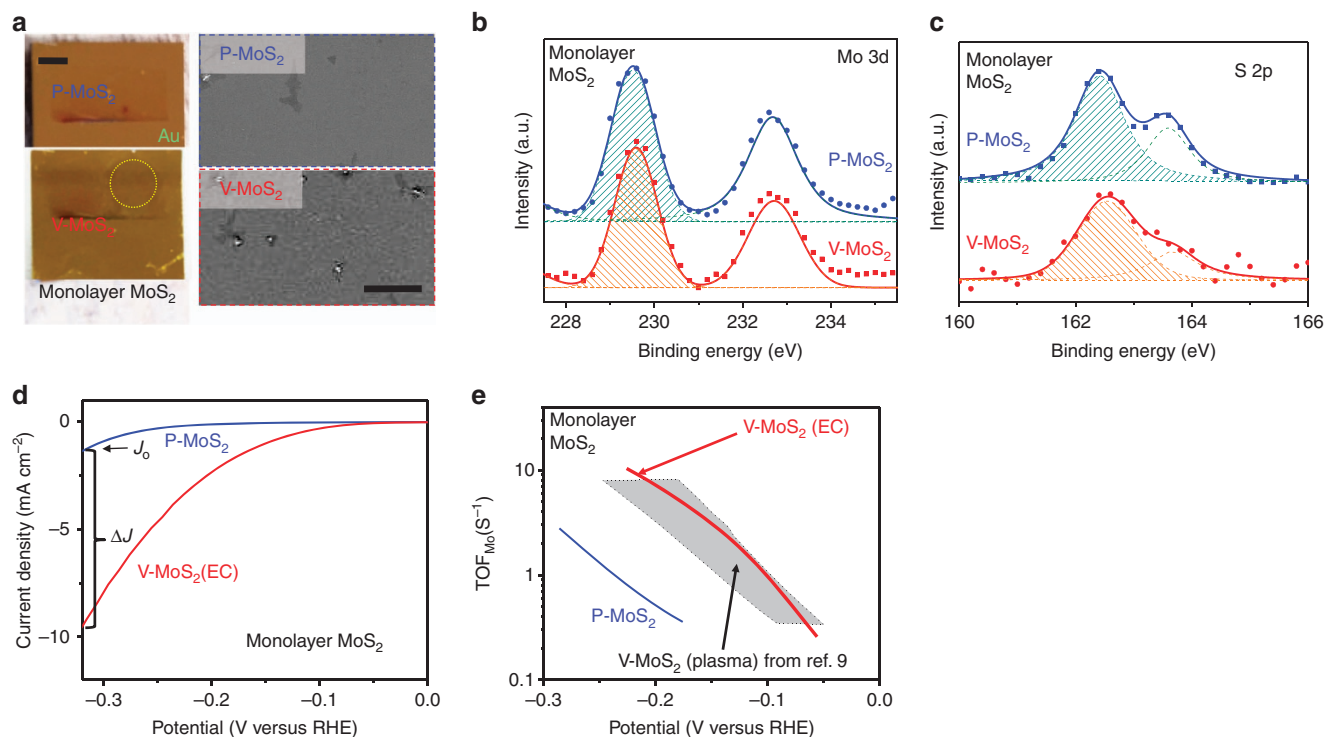 a
P-MoS₂
Au
V-MoS₂
Monolayer MoS₂
P-MoS₂
V-MoS₂
b
Monolayer
MoS₂
Mo 3d
P-MoS₂
V-MoS₂
Intensity (a.u.)
228 230 232 234
Binding energy (eV)
c
Monolayer
MoS₂
S 2p
P-MoS₂
V-MoS₂
Intensity (a.u.)
160 162 164 166
Binding energy (eV)
d
0
−5
−10
Current density (mA cm⁻²)
P-MoS₂
Jₒ
ΔJ
V-MoS₂(EC)
Monolayer MoS₂
−0.3 −0.2 −0.1 0.0
Potential (V versus RHE)
e
Monolayer
MoS₂
V-MoS₂ (EC)
10
1
0.1
TOF_Mo(S⁻¹)
P-MoS₂
V-MoS₂ (plasma) from ref. 9
−0.3 −0.2 −0.1 0.0
Potential (V versus RHE)